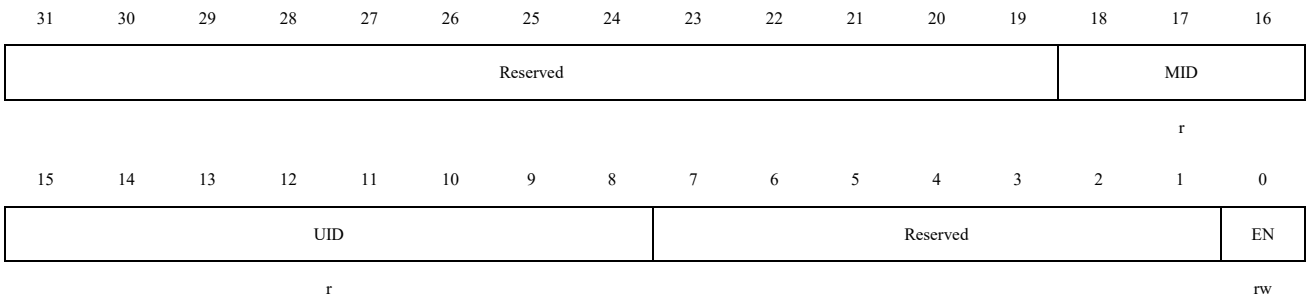 31 30 29 28 27 26 25 24 23 22 21 20 19 18 17 16
Reserved MID
r
15 14 13 12 11 10 9 8 7 6 5 4 3 2 1 0
UID Reserved EN
r rw